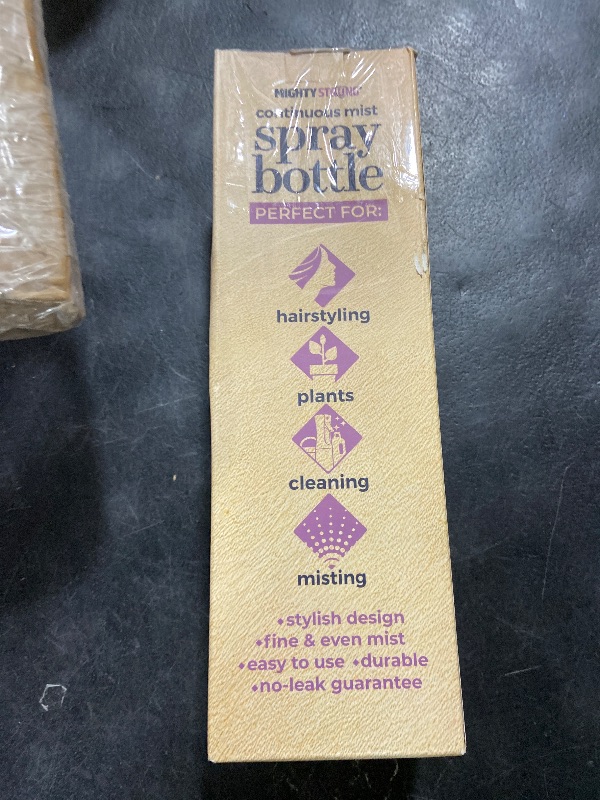 MIGHTY STRONG
continuous mist
spray
bottle
PERFECT FOR:
hairstyling
plants
cleaning
misting
⬥stylish design
⬥fine & even mist
⬥easy to use ⬥durable
⬥no-leak guarantee